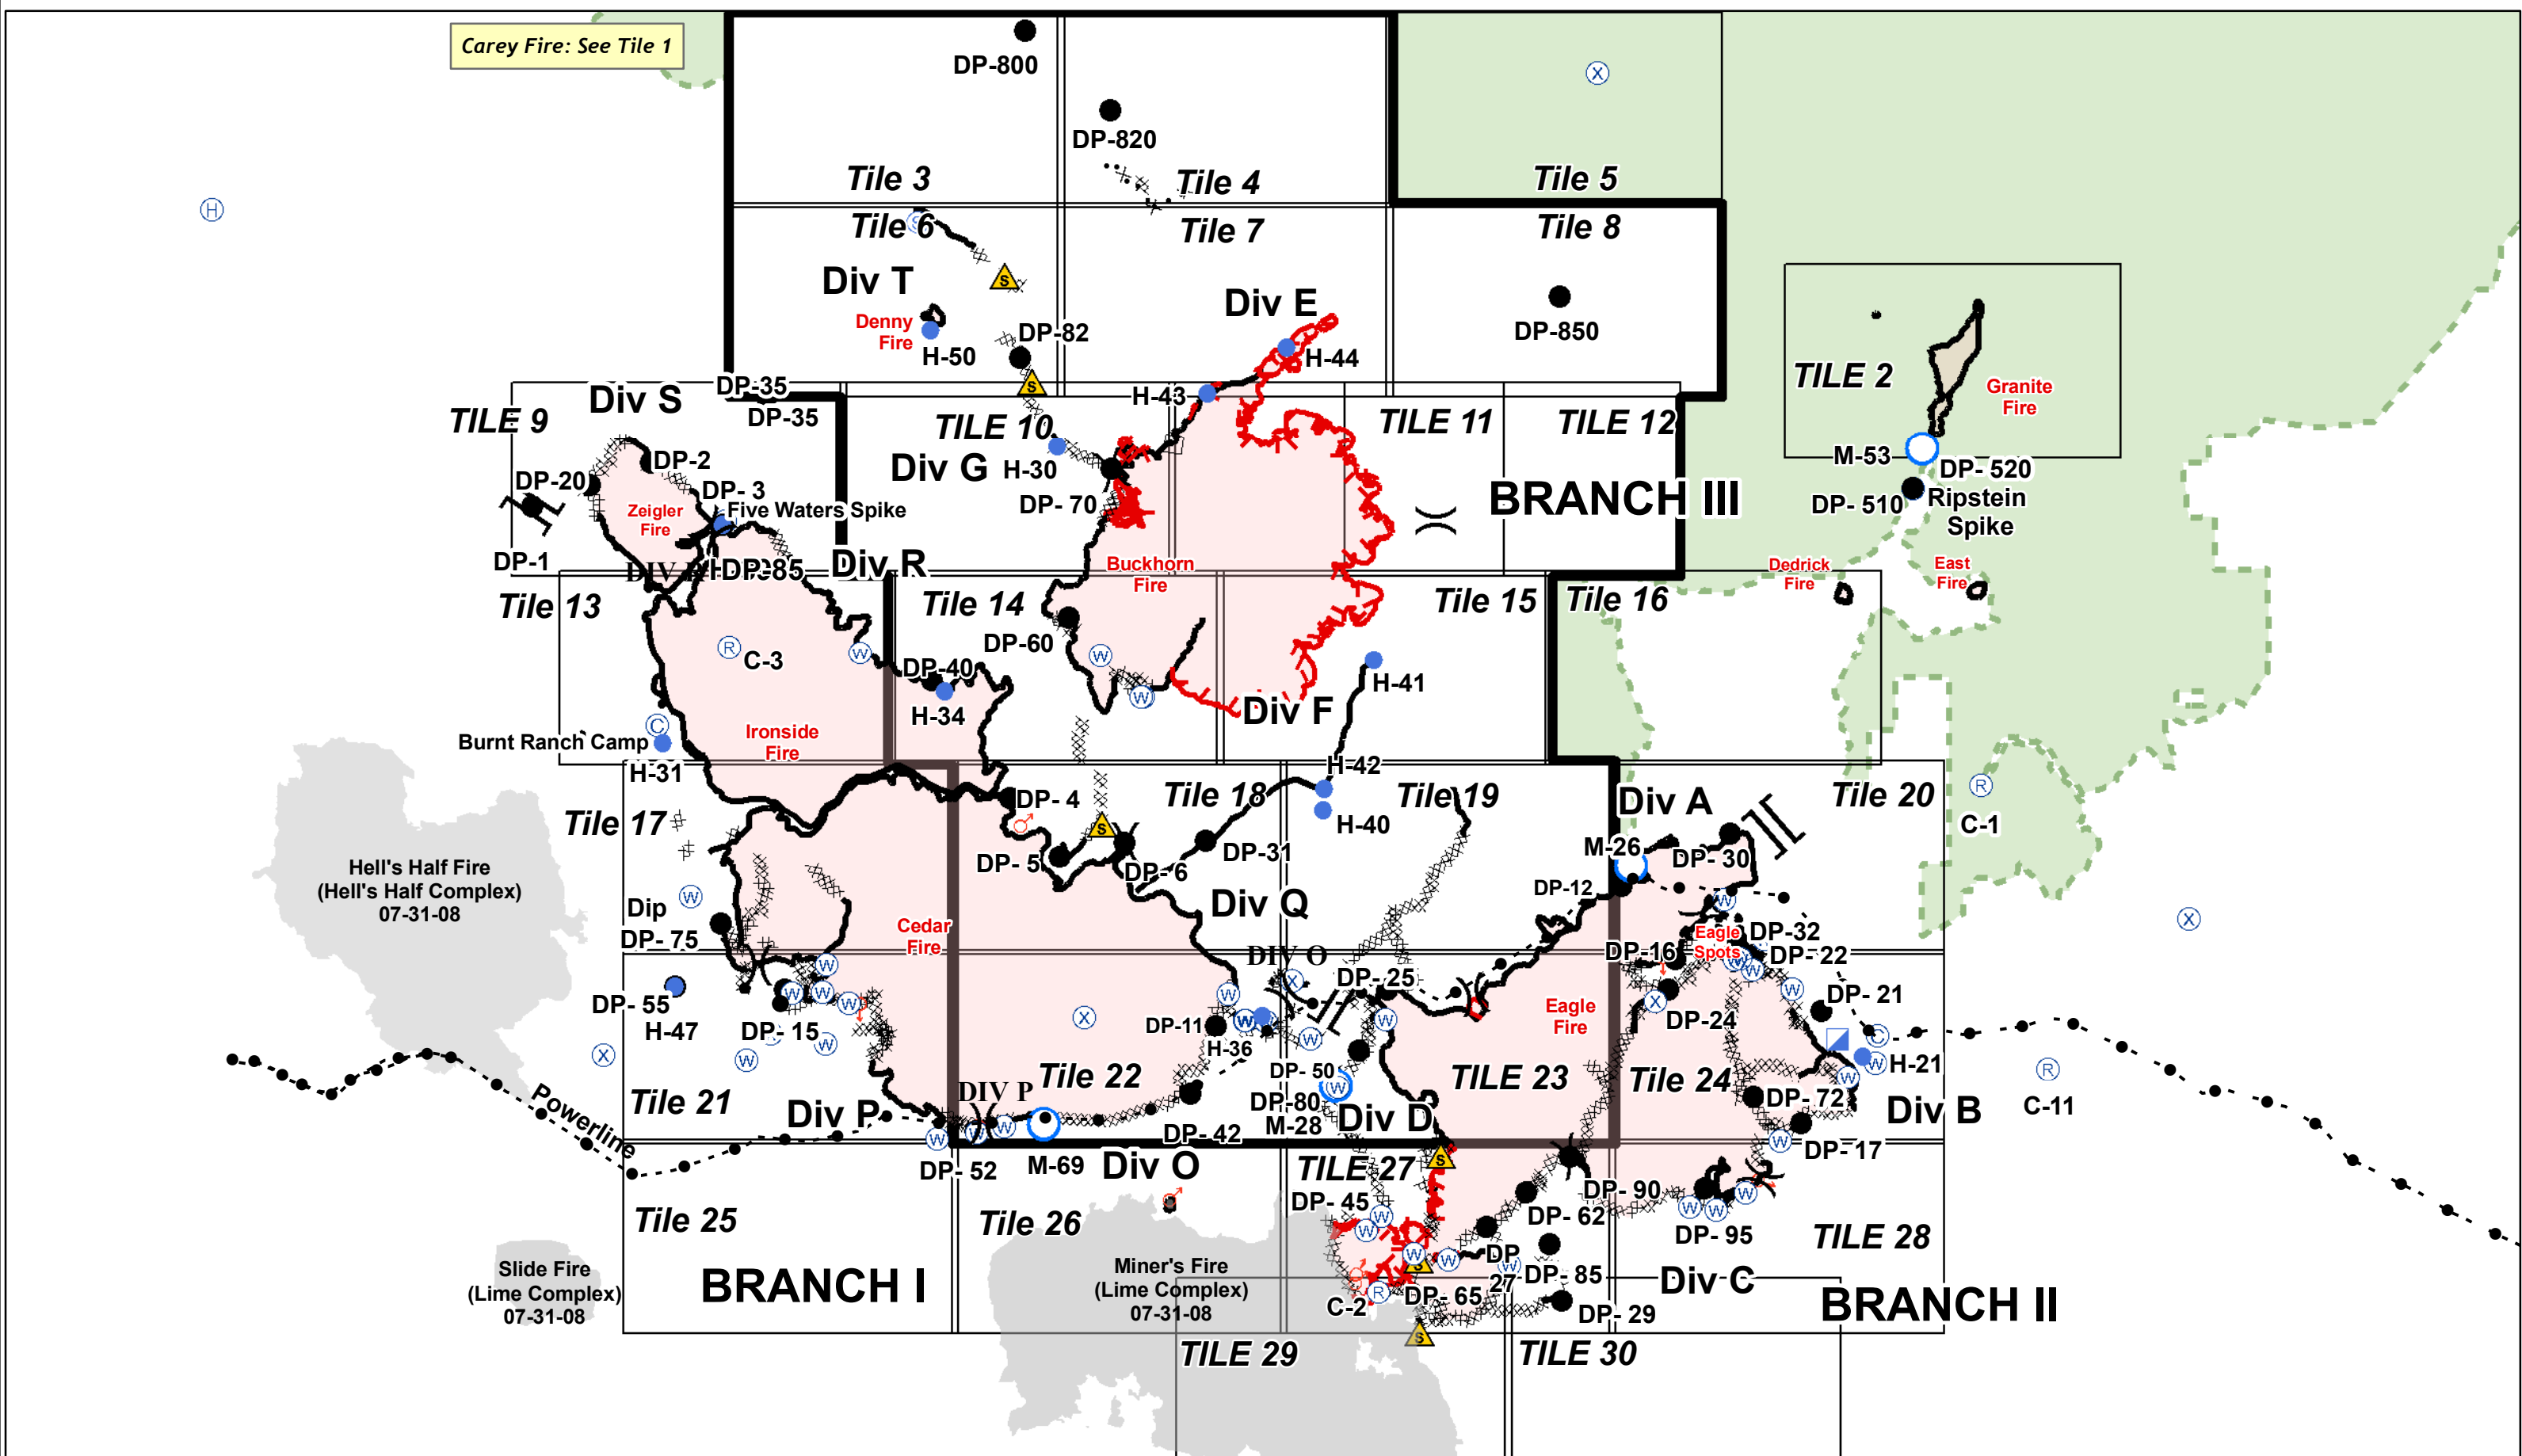 Carey Fire: See Tile 1
DP-800
DP-820
X
Tile 3
Tile 4
Tile 5
H
Tile 6
Tile 7
Tile 8
Div T
S
Div E
Denny
Fire
DP-82
H-50
H-44
DP-850
TILE 2
Granite
Fire
S
DP-35
DP-35
H-43
Div S
TILE 9
TILE 10
TILE 11
TILE 12
DP-2
Div G
H-30
M-53
DP- 520
DP-20
DP- 3
DP- 70
BRANCH III
DP- 510
Ripstein
Spike
Zeigler
Fire
Five Waters Spike
DP-1
Div R
Buckhorn
Fire
Dedrick
Fire
East
Fire
Tile 13
Tile 14
Tile 15
Tile 16
R
C-3
W
DP-60
W
DP-40
H-34
W
H-41
Div F
C
Burnt Ranch Camp
H-31
Ironside
Fire
H-42
Tile 17
DP- 4
Tile 18
Tile 19
H-40
Div A
Tile 20
R
C-1
S
DP- 5
DP- 6
DP-31
M-26
DP- 30
DP-12
Hell's Half Fire
(Hell's Half Complex)
07-31-08
W
Dip
DP- 75
Cedar
Fire
Div Q
DIV O
W
X
DP-16
Eagle
Spots
DP-32
DP- 22
DP- 25
X
W
W
W
W
W
W
W
W
DP- 55
H-47
DP- 15
X
DP-11
H-36
W
W
W
Eagle
Fire
X
DP-24
DP- 21
C
W
H-21
X
W
W
R
C-11
DP- 50
W
DP-80
M-28
Tile 21
Tile 22
TILE 23
Tile 24
W
DP- 72
Div B
Powerline
Div P
DIV P
Div D
W
W
W
DP- 42
W
DP- 17
DP- 52
M-69
Div O
TILE 27
S
Tile 25
Tile 26
DP- 45
W
W
DP- 90
DP- 62
W
W
W
DP- 95
TILE 28
Slide Fire
(Lime Complex)
07-31-08
BRANCH I
Miner's Fire
(Lime Complex)
07-31-08
W
W
DP
27
W
DP- 85
Div C
C-2
R
DP- 65
DP- 29
BRANCH II
S
TILE 29
TILE 30